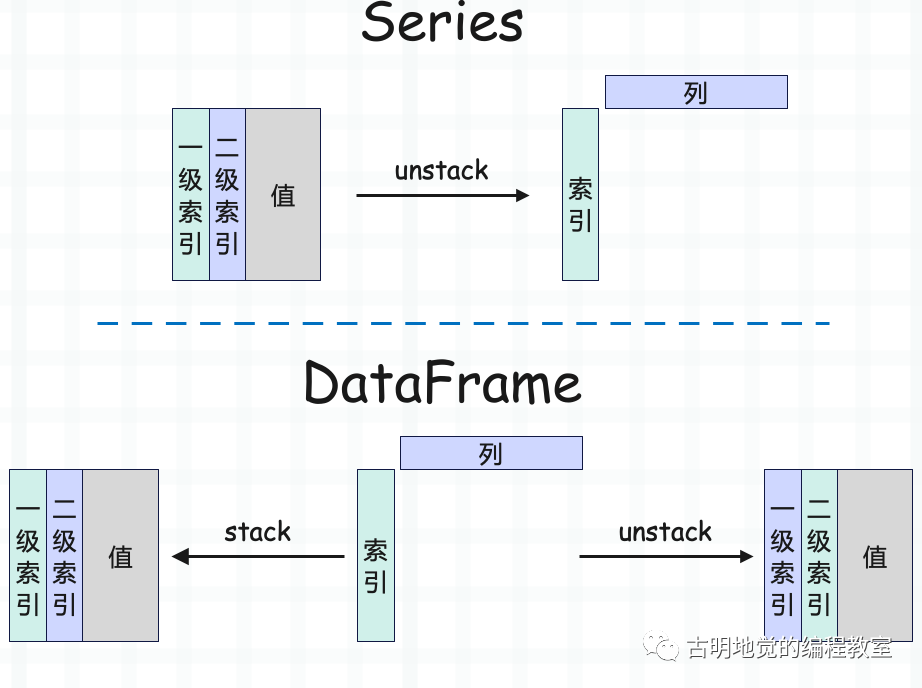 Series
列
一级索引
二级索引
值
unstack
索引
DataFrame
列
一级索引
二级索引
值
stack
索引
unstack
一级索引
二级索引
值
古明地觉的编程教室